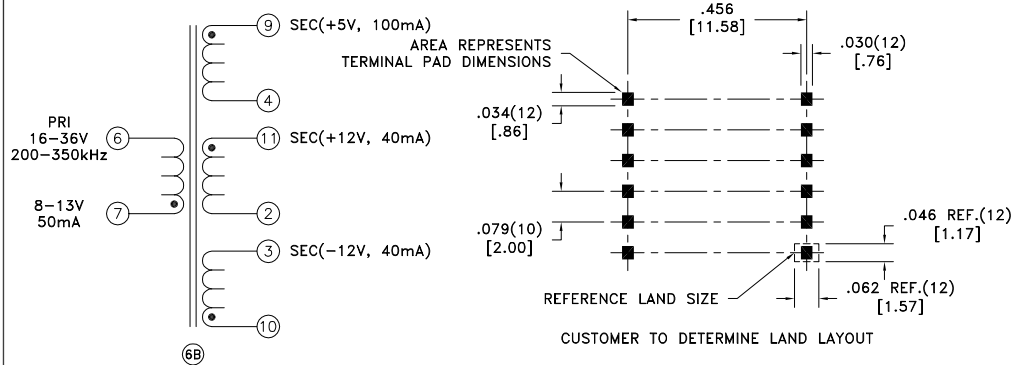 9 SEC(+5V, 100mA)
4
PRI
16-36V
200-350kHz
6
11 SEC(+12V, 40mA)
8-13V
50mA
7
2
3 SEC(-12V, 40mA)
10
6B
.456
[11.58]
AREA REPRESENTS
TERMINAL PAD DIMENSIONS
.030(12)
[.76]
.034(12)
[.86]
.079(10)
[2.00]
.046 REF.(12)
[1.17]
REFERENCE LAND SIZE
.062 REF.(12)
[1.57]
CUSTOMER TO DETERMINE LAND LAYOUT